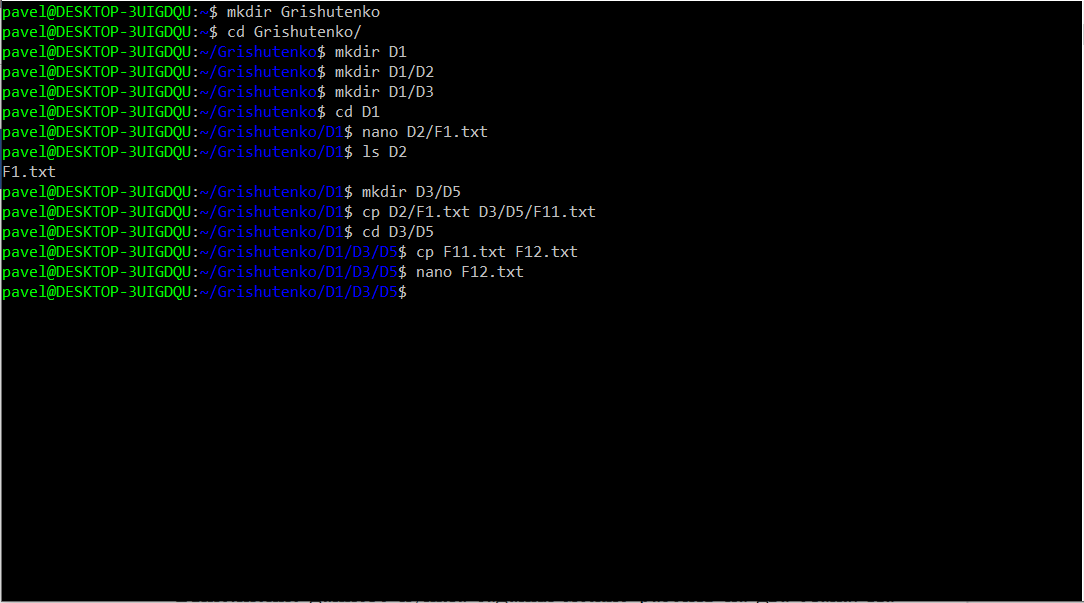 pavel@DESKTOP-3UIGDQU:~$ mkdir Grishutenko
pavel@DESKTOP-3UIGDQU:~$ cd Grishutenko/
pavel@DESKTOP-3UIGDQU:~/Grishutenko$ mkdir D1
pavel@DESKTOP-3UIGDQU:~/Grishutenko$ mkdir D1/D2
pavel@DESKTOP-3UIGDQU:~/Grishutenko$ mkdir D1/D3
pavel@DESKTOP-3UIGDQU:~/Grishutenko$ cd D1
pavel@DESKTOP-3UIGDQU:~/Grishutenko/D1$ nano D2/F1.txt
pavel@DESKTOP-3UIGDQU:~/Grishutenko/D1$ ls D2
F1.txt
pavel@DESKTOP-3UIGDQU:~/Grishutenko/D1$ mkdir D3/D5
pavel@DESKTOP-3UIGDQU:~/Grishutenko/D1$ cp D2/F1.txt D3/D5/F11.txt
pavel@DESKTOP-3UIGDQU:~/Grishutenko/D1$ cd D3/D5
pavel@DESKTOP-3UIGDQU:~/Grishutenko/D1/D3/D5$ cp F11.txt F12.txt
pavel@DESKTOP-3UIGDQU:~/Grishutenko/D1/D3/D5$ nano F12.txt
pavel@DESKTOP-3UIGDQU:~/Grishutenko/D1/D3/D5$